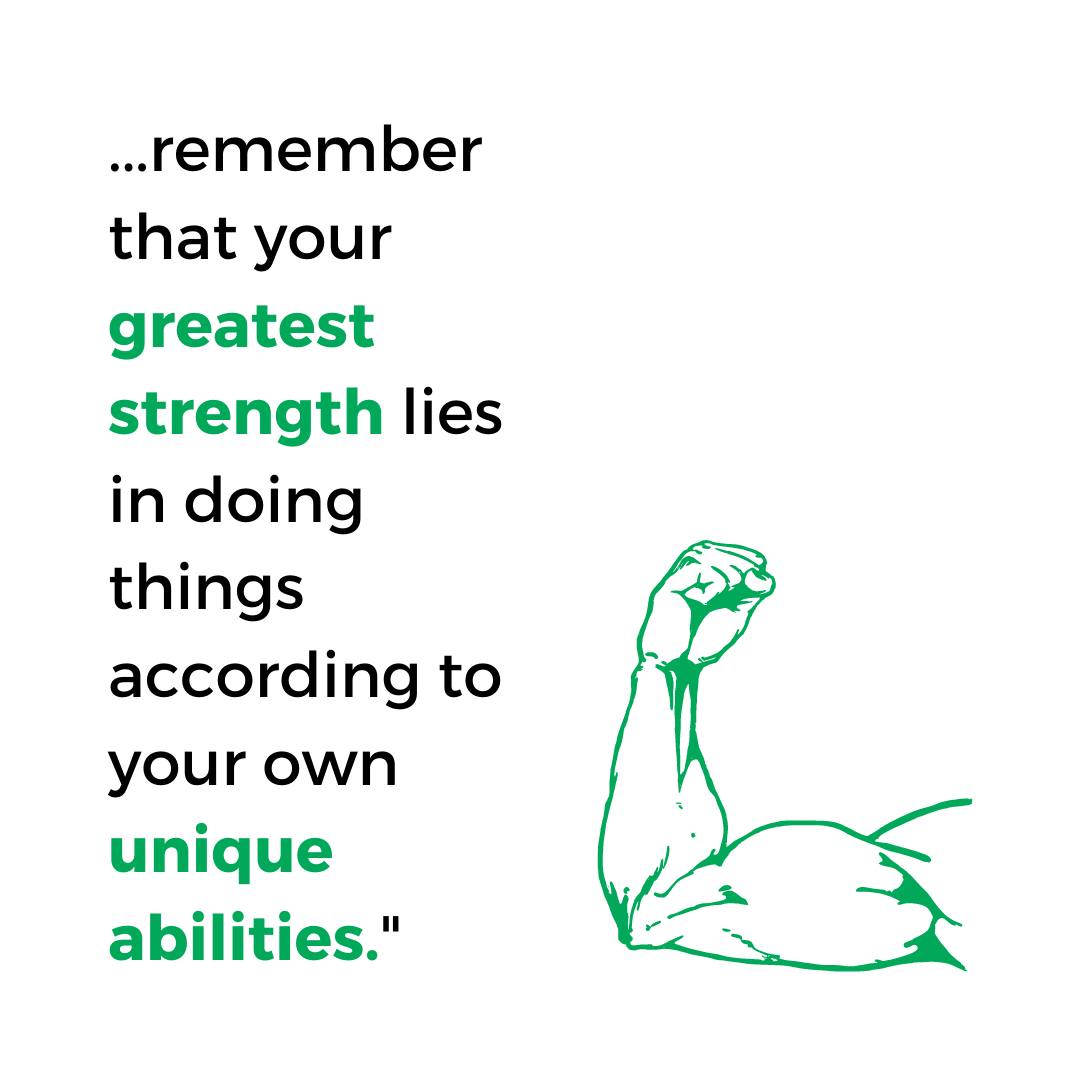 ...remember
that your
greatest
strength lies
in doing
things
according to
your own
unique
abilities."